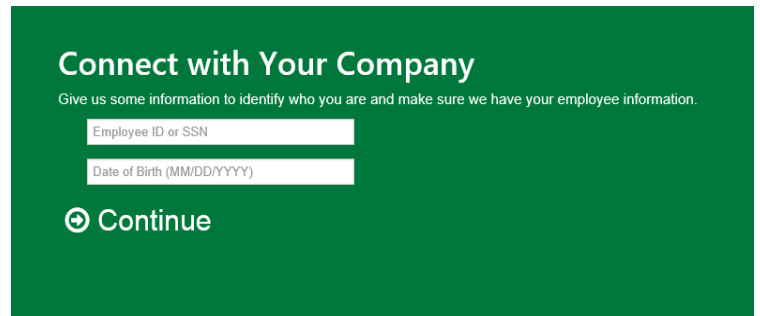 Connect with Your Company
Give us some information to identify who you are and make sure we have your employee information.
Employee ID or SSN
Date of Birth (MM/DD/YYYY)
Continue